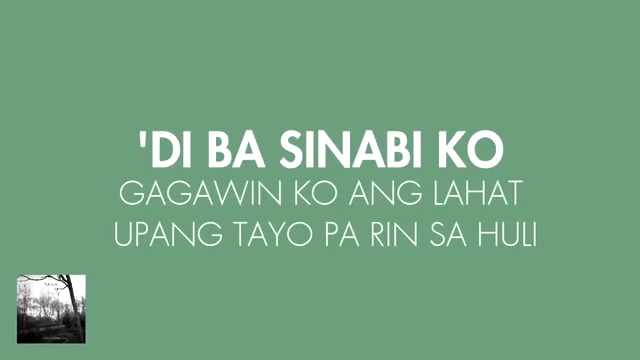 'DI BA SINABI KO
GAGAWIN KO ANG LAHAT
UPANG TAYO PA RIN SA HULI